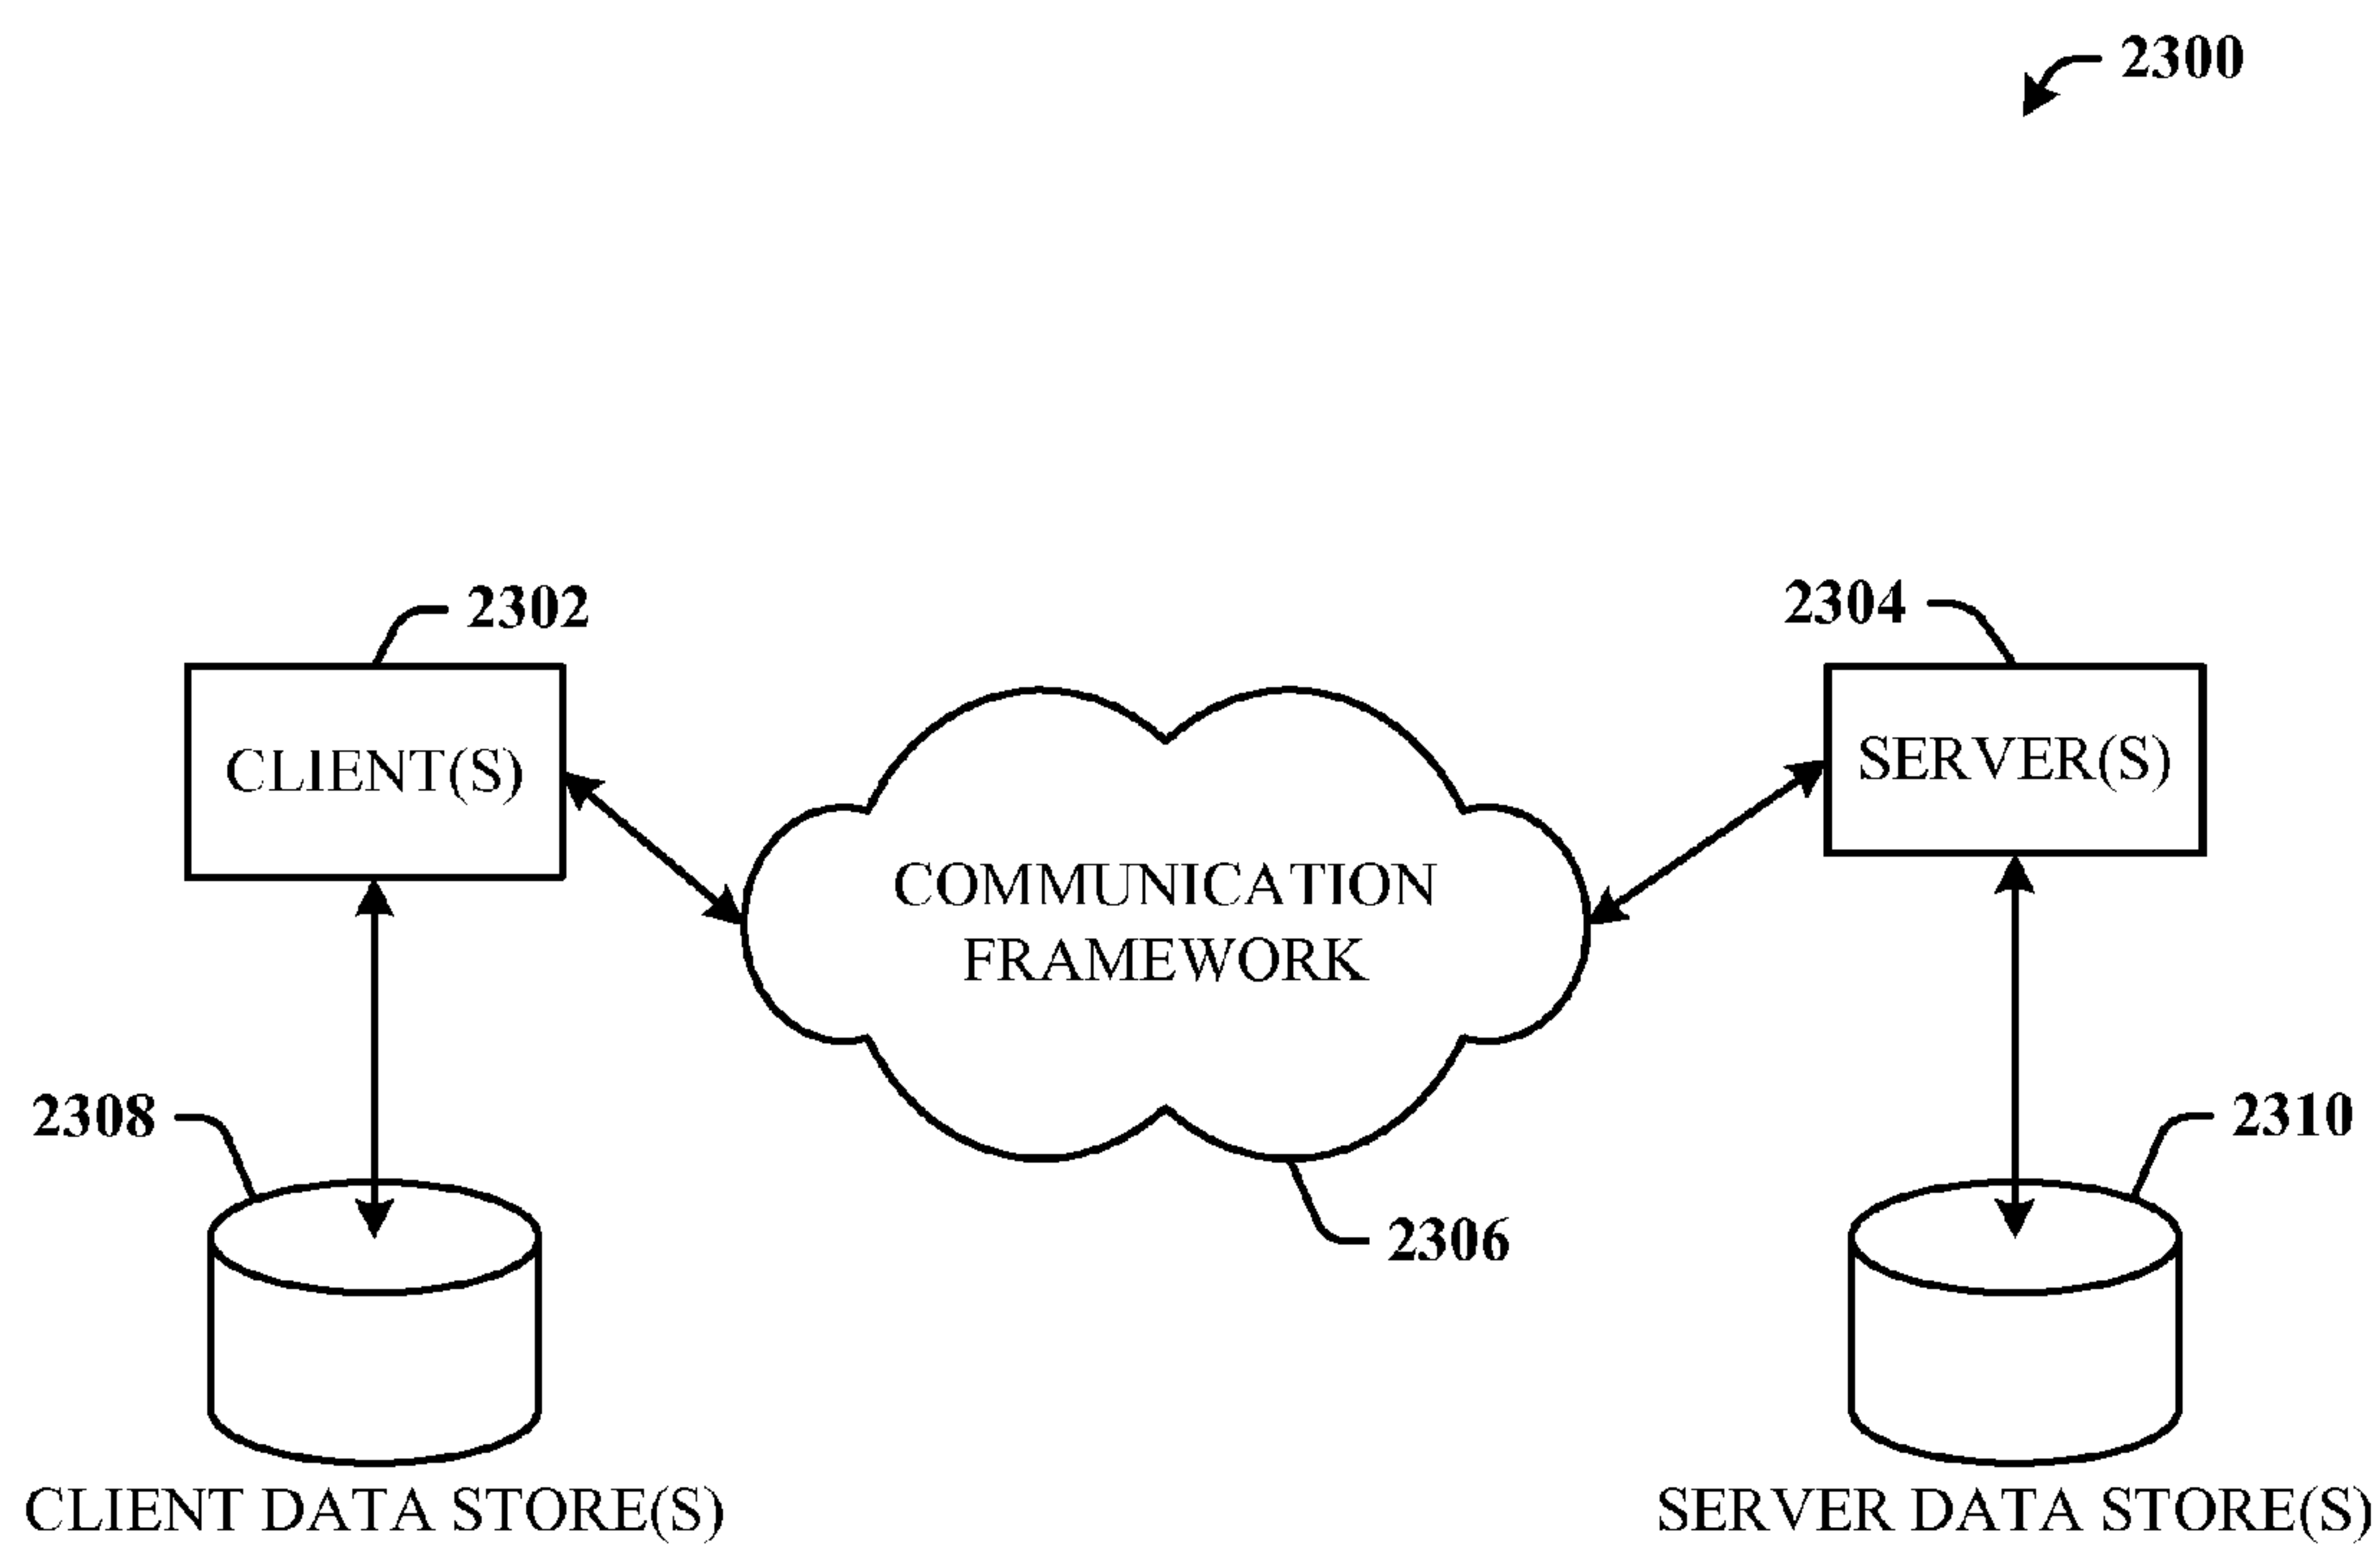 2300
2302
2304
CLIENT(S)
SERVER(S)
COMMUNICATION
FRAMEWORK
2308
2310
2306
CLIENT DATA STORE(S)
SERVER DATA STORE(S)